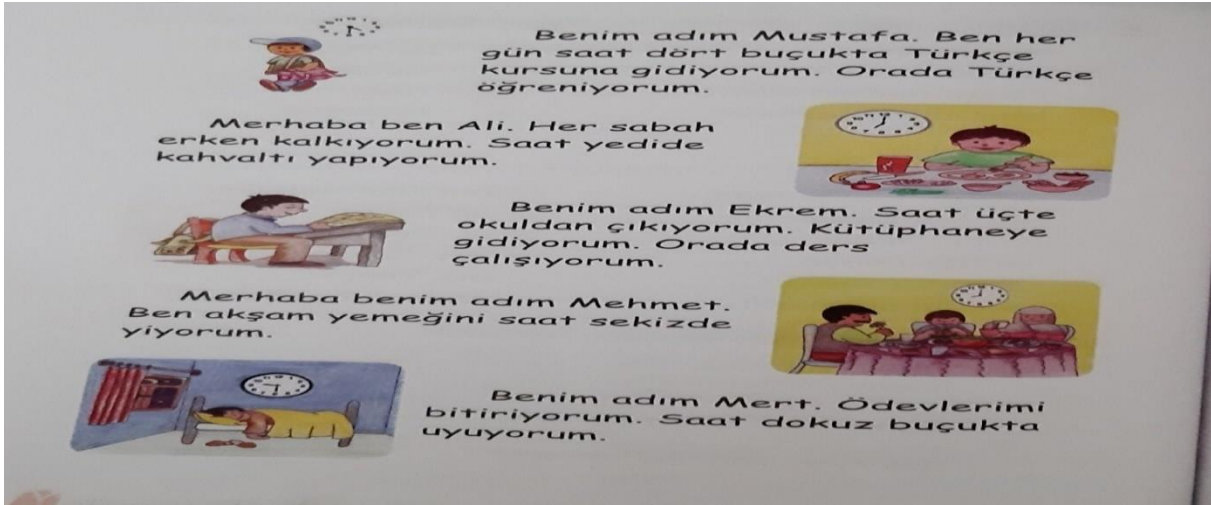 Benim adım Mustafa. Ben her
gün saat dört buçukta Türkçe
kursuna gidiyorum. Orada Türkçe
öğreniyorum.
Merhaba ben Ali. Her sabah
erken kalkıyorum. Saat yedide
kahvaltı yapıyorum.
Benim adım Ekrem. Saat üçte
okuldan çıkıyorum. Kütüphaneye
gidiyorum. Orada ders
çalışıyorum.
Merhaba benim adım Mehmet.
Ben akşam yemeğini saat sekizde
yiyorum.
Benim adım Mert. Ödevlerimi
bitiriyorum. Saat dokuz buçukta
uyuyorum.